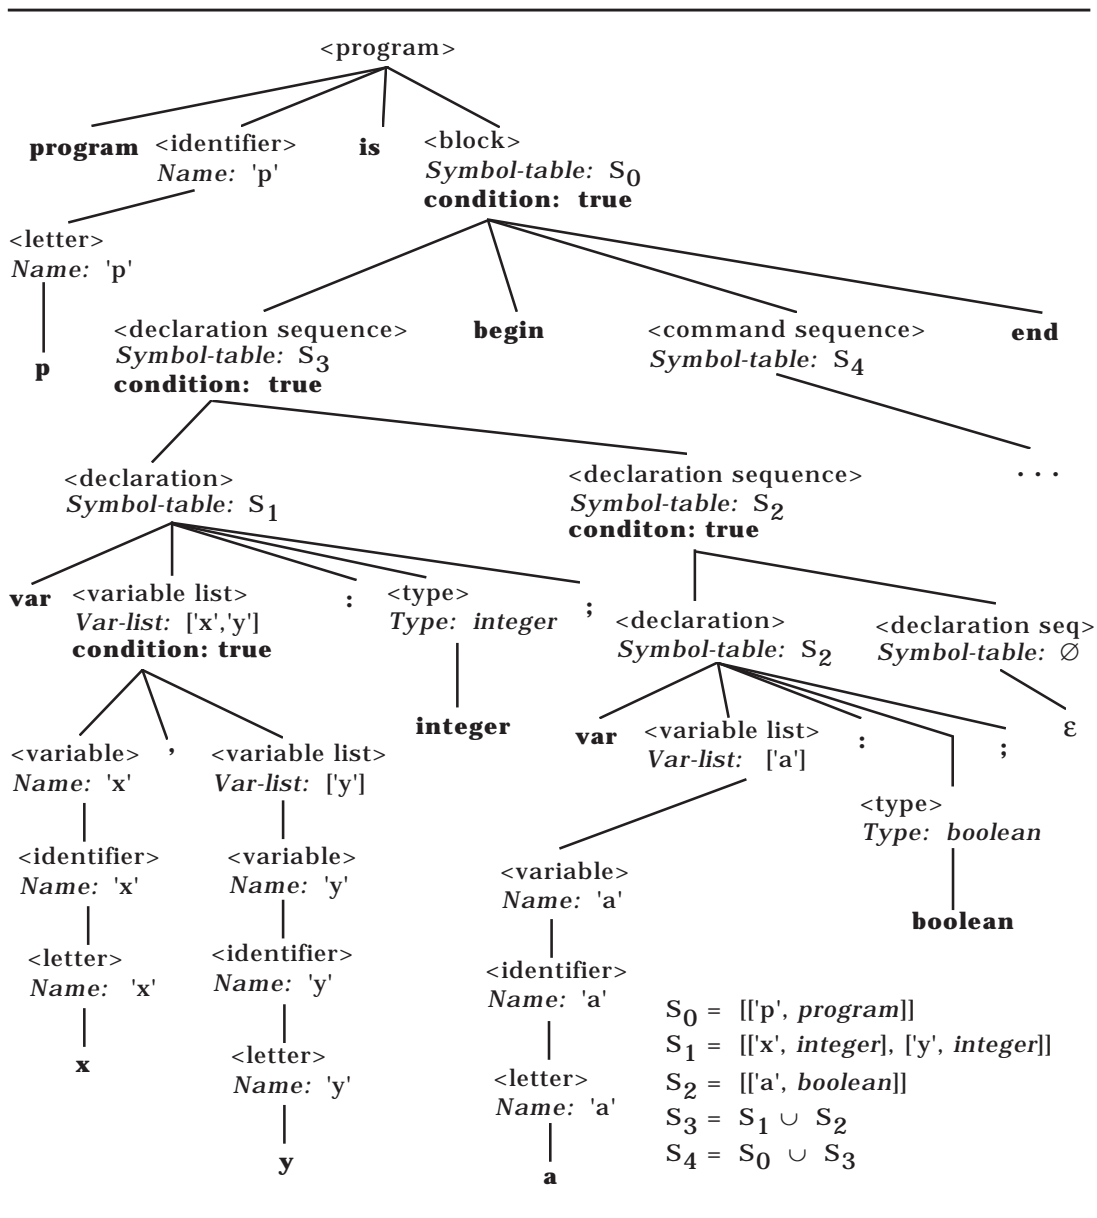 <program>
program <identifier> is <block>
Name: 'p' Symbol-table: S0
condition: true
<letter>
Name: 'p'
p
<declaration sequence> begin <command sequence> end
Symbol-table: S3 Symbol-table: S4
condition: true
<declaration> <declaration sequence> . . .
Symbol-table: S1 Symbol-table: S2
conditon: true
var <variable list> : <type> ;
Var-list: ['x','y'] Type: integer
condition: true
<declaration> <declaration seq>
Symbol-table: S2 Symbol-table: ∅
integer
var <variable list> : ; ε
Var-list: ['a']
<variable> , <variable list>
Name: 'x' Var-list: ['y']
<type>
Type: boolean
<identifier> <variable>
Name: 'x' Name: 'y'
<variable>
Name: 'a'
boolean
<letter> <identifier>
Name: 'x' Name: 'y'
<identifier>
Name: 'a'
x
<letter>
Name: 'y'
<letter>
Name: 'a'
y
a
S0 = [['p', program]]
S1 = [['x', integer], ['y', integer]]
S2 = [['a', boolean]]
S3 = S1 ∪ S2
S4 = S0 ∪ S3